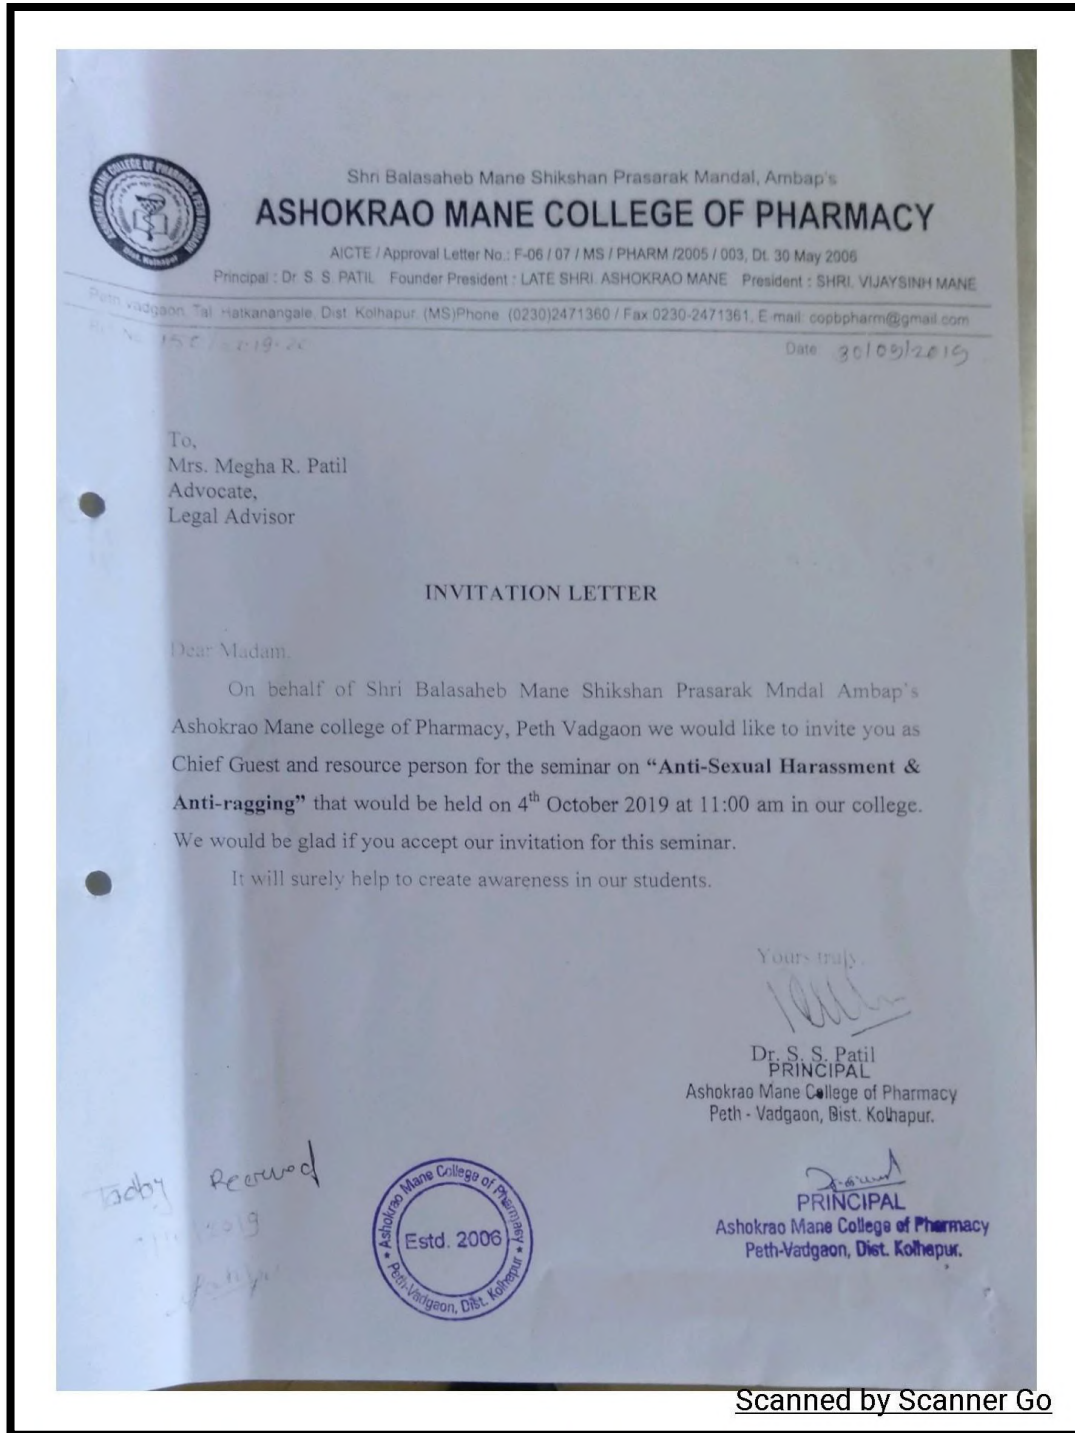 Shri Balasaheb Mane Shikshan Prasarak Mandal, Ambap's
ASHOKRAO MANE COLLEGE OF PHARMACY
AICTE / Approval Letter No.: F-06 / 07 / MS / PHARM /2005 / 003, Dt. 30 May 2006
Principal : Dr S. S. PATIL Founder President : LATE SHRI. ASHOKRAO MANE President : SHRI. VIJAYSINH MANE
Peth vadgaon, Tal. Hatkanangale, Dist. Kolhapur. (MS)Phone. (0230)2471360 / Fax 0230-2471361, E mail: copbpharm@gmail.com
Date 30/09/2019
To,
Mrs. Megha R. Patil
Advocate,
Legal Advisor
INVITATION LETTER
Dear Madam,
On behalf of Shri Balasaheb Mane Shikshan Prasarak Mndal Ambap's
Ashokrao Mane college of Pharmacy, Peth Vadgaon we would like to invite you as
Chief Guest and resource person for the seminar on “Anti-Sexual Harassment &
Anti-ragging” that would be held on 4th October 2019 at 11:00 am in our college.
We would be glad if you accept our invitation for this seminar.
It will surely help to create awareness in our students.
Yours truly,
Dr. S. S. Patil
PRINCIPAL
Ashokrao Mane College of Pharmacy
Peth - Vadgaon, Dist. Kolhapur.
Received
Ashokrao Mane College of Pharmacy
Estd. 2006
Peth-Vadgaon, Dist. Kolhapur
PRINCIPAL
Ashokrao Mane College of Pharmacy
Peth-Vadgaon, Dist. Kolhapur.
Scanned by Scanner Go